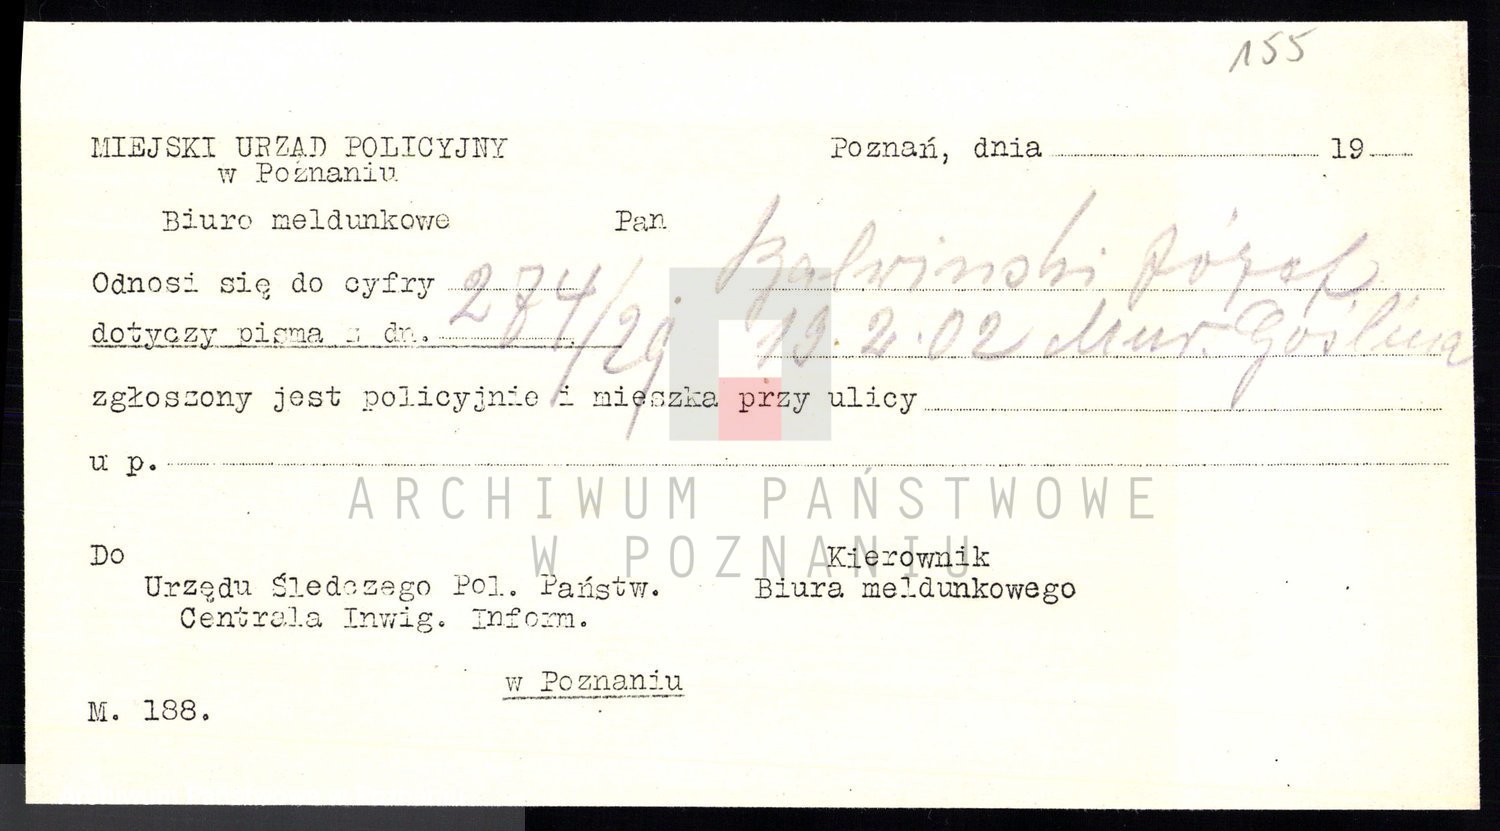 155
MIEJSKI URZĄD POLICYJNY
w Poznaniu
Poznań, dnia 19
Biuro meldunkowe
Pan Balwinski Józef
Odnosi się do cyfry 274/29
19.2.02 Mur. Goślina
dotyczy pisma z dn.
zgłoszony jest policyjnie i mieszka przy ulicy
u p.
ARCHIWUM PAŃSTWOWE
W POZNANIU
Do
Urzędu Śledczego Pol. Państw.
Centrala Inwig. Inform.
w Poznaniu
Kierownik
Biura meldunkowego
M. 188.